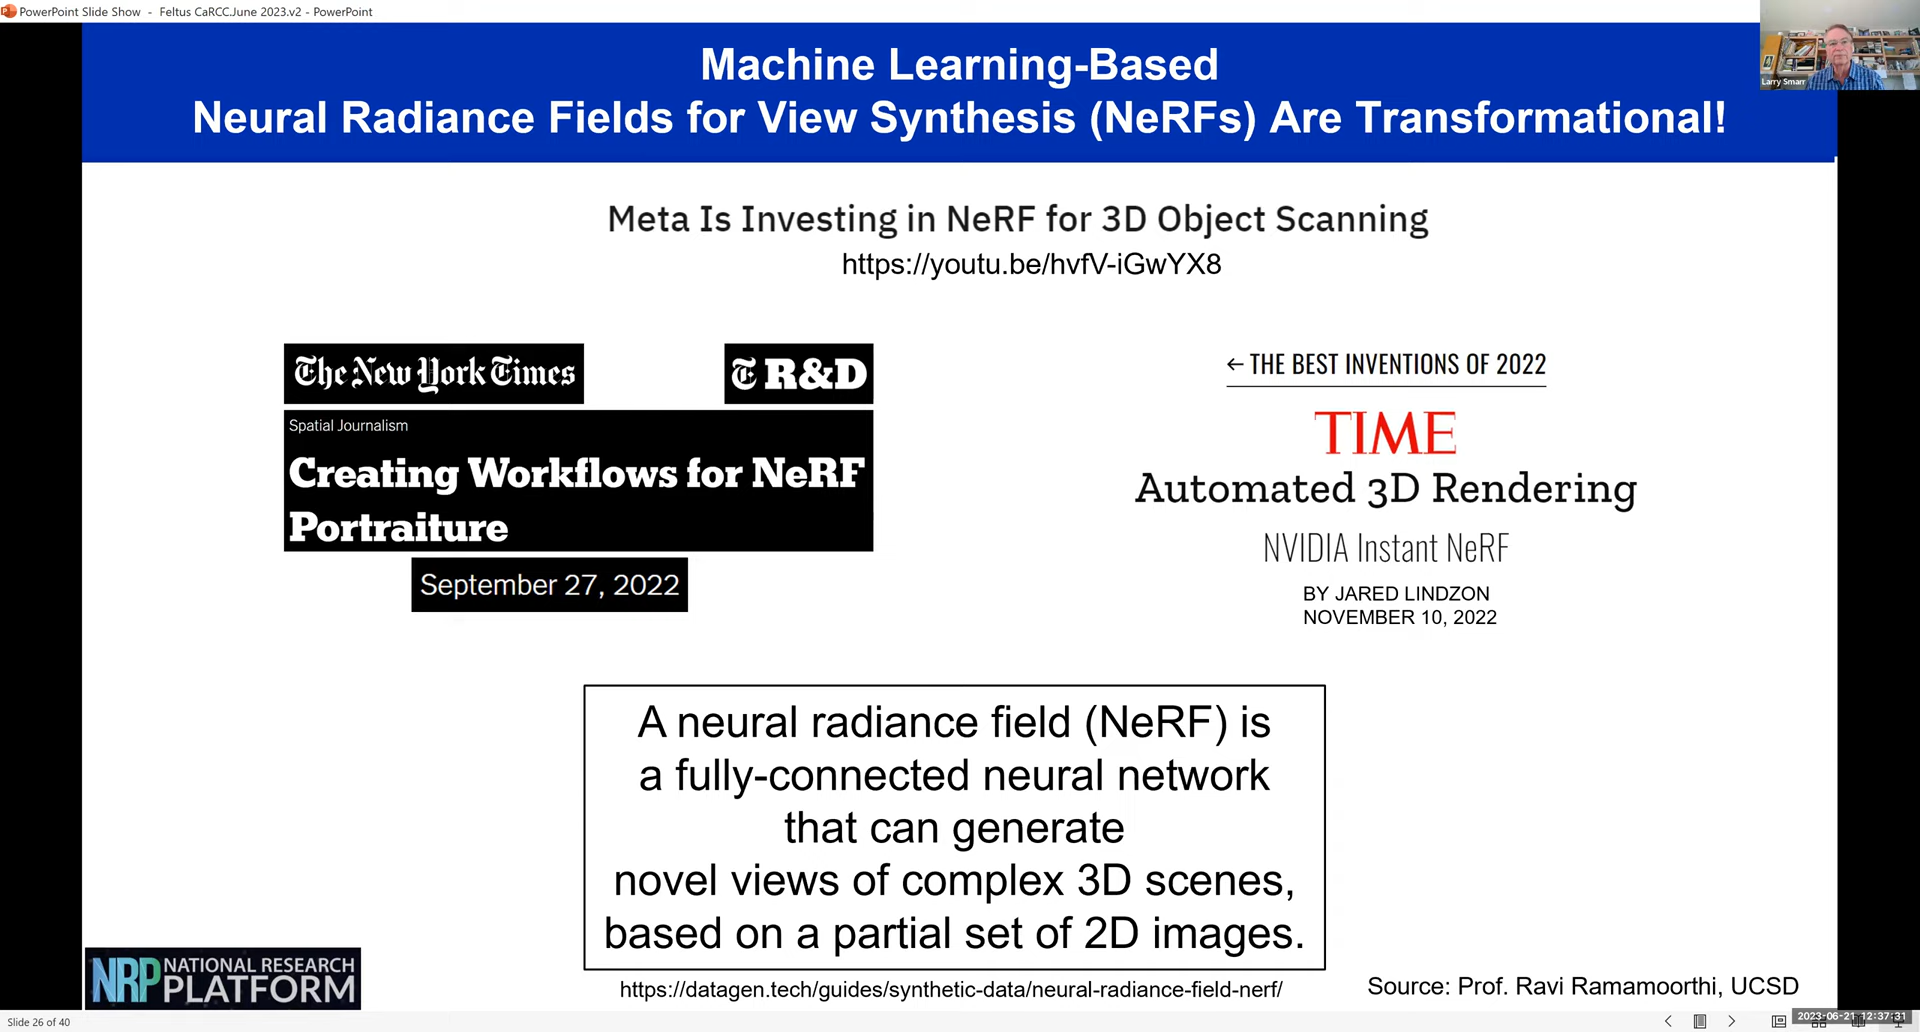 PowerPoint Slide Show - Feltus CaRCC.June 2023.v2 - PowerPoint
Larry Smarr
Machine Learning-Based
Neural Radiance Fields for View Synthesis (NeRFs) Are Transformational!
Meta Is Investing in NeRF for 3D Object Scanning
https://youtu.be/hvfV-iGwYX8
The New York Times
T R&D
Spatial Journalism
Creating Workflows for NeRF
Portraiture
September 27, 2022
← THE BEST INVENTIONS OF 2022
TIME
Automated 3D Rendering
NVIDIA Instant NeRF
BY JARED LINDZON
NOVEMBER 10, 2022
A neural radiance field (NeRF) is
a fully-connected neural network
that can generate
novel views of complex 3D scenes,
based on a partial set of 2D images.
https://datagen.tech/guides/synthetic-data/neural-radiance-field-nerf/
NRP NATIONAL RESEARCH
PLATFORM
Source: Prof. Ravi Ramamoorthi, UCSD
Slide 26 of 40
2023-06-21 12:37:31